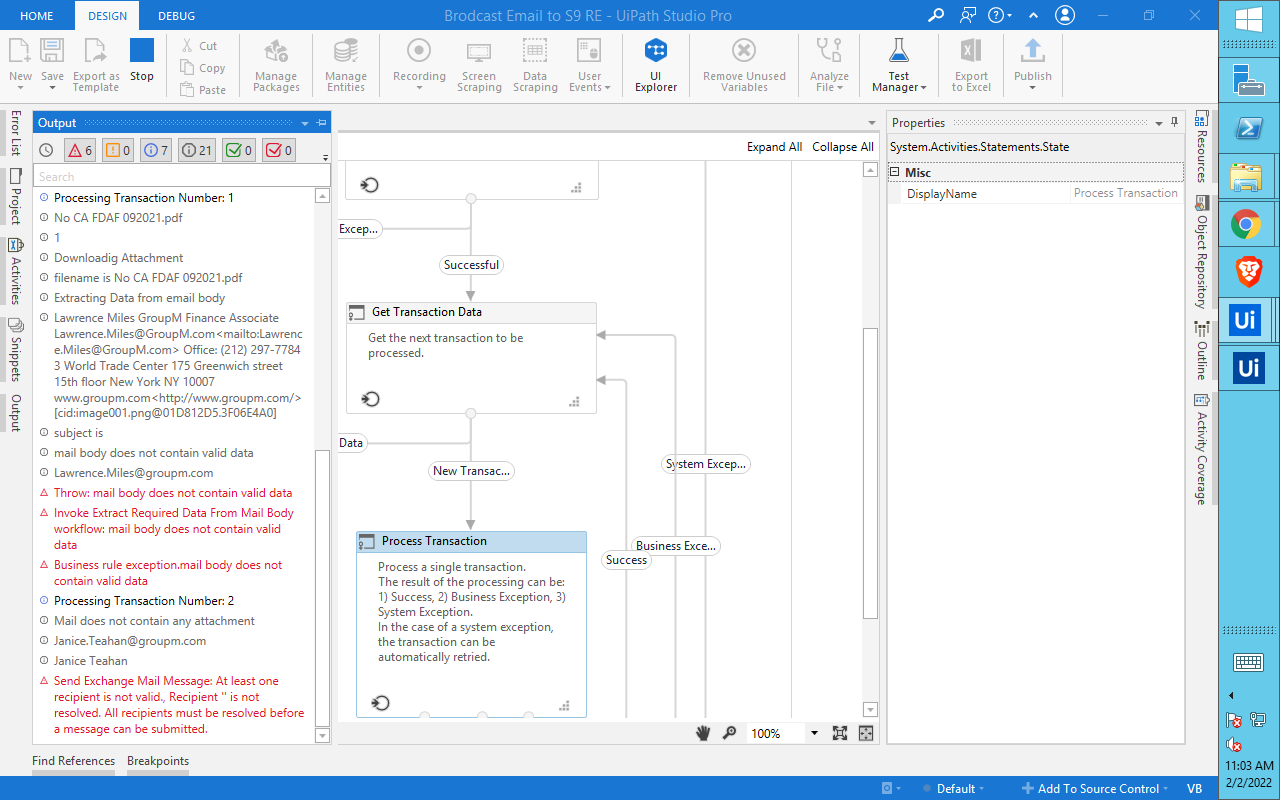 HOME
DESIGN
DEBUG
Brodcast Email to S9 RE - UiPath Studio Pro
New
Save
Export as
Template
Stop
Cut
Copy
Paste
Manage
Packages
Manage
Entities
Recording
Screen
Scraping
Data
Scraping
User
Events
UI
Explorer
Remove Unused
Variables
Analyze
File
Test
Manager
Export
to Excel
Publish
Error List
Project
Activities
Snippets
Output
Output
6
0
7
21
0
0
Search
Processing Transaction Number: 1
No CA FDAF 092021.pdf
1
Downloadig Attachment
filename is No CA FDAF 092021.pdf
Extracting Data from email body
Lawrence Miles GroupM Finance Associate
Lawrence.Miles@GroupM.com<mailto:Lawrenc
e.Miles@GroupM.com> Office: (212) 297-7784
3 World Trade Center 175 Greenwich street
15th floor New York NY 10007
www.groupm.com<http://www.groupm.com/>
[cid:image001.png@01D812D5.3F06E4A0]
subject is
mail body does not contain valid data
Lawrence.Miles@groupm.com
Throw: mail body does not contain valid data
Invoke Extract Required Data From Mail Body
workflow: mail body does not contain valid
data
Business rule exception.mail body does not
contain valid data
Processing Transaction Number: 2
Mail does not contain any attachment
Janice.Teahan@groupm.com
Janice Teahan
Send Exchange Mail Message: At least one
recipient is not valid., Recipient '' is not
resolved. All recipients must be resolved before
a message can be submitted.
Find References
Breakpoints
Expand All
Collapse All
Excep...
Successful
Get Transaction Data
Get the next transaction to be
processed.
Data
New Transac...
System Excep...
Business Exce...
Success
Process Transaction
Process a single transaction.
The result of the processing can be:
1) Success, 2) Business Exception, 3)
System Exception.
In the case of a system exception,
the transaction can be
automatically retried.
100%
Properties
System.Activities.Statements.State
Misc
DisplayName
Process Transaction
Resources
Object Repository
Outline
Activity Coverage
Default
Add To Source Control
VB
Ui
Ui
11:03 AM
2/2/2022